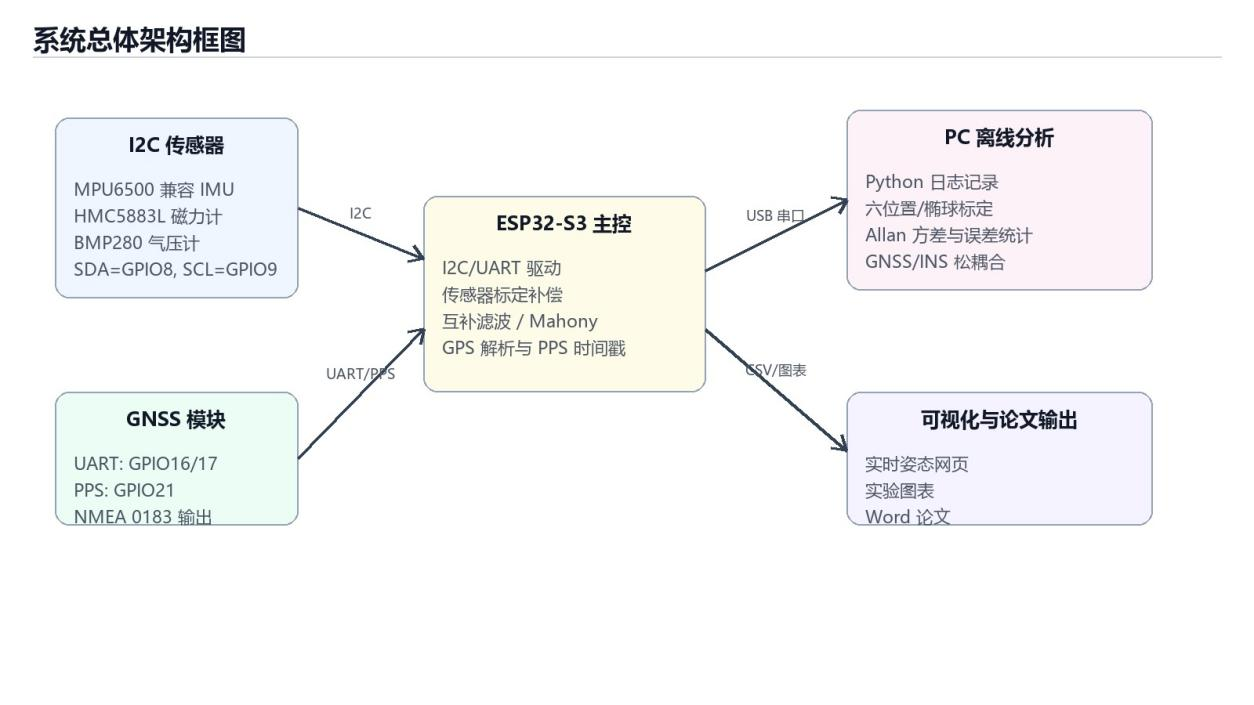 系统总体架构框图
I2C 传感器
MPU6500 兼容 IMU
HMC5883L 磁力计
BMP280 气压计
SDA=GPIO8, SCL=GPIO9
I2C
GNSS 模块
UART: GPIO16/17
PPS: GPIO21
NMEA 0183 输出
UART/PPS
ESP32-S3 主控
I2C/UART 驱动
传感器标定补偿
互补滤波 / Mahony
GPS 解析与 PPS 时间戳
USB 串口
PC 离线分析
Python 日志记录
六位置/椭球标定
Allan 方差与误差统计
GNSS/INS 松耦合
CSV/图表
可视化与论文输出
实时姿态网页
实验图表
Word 论文